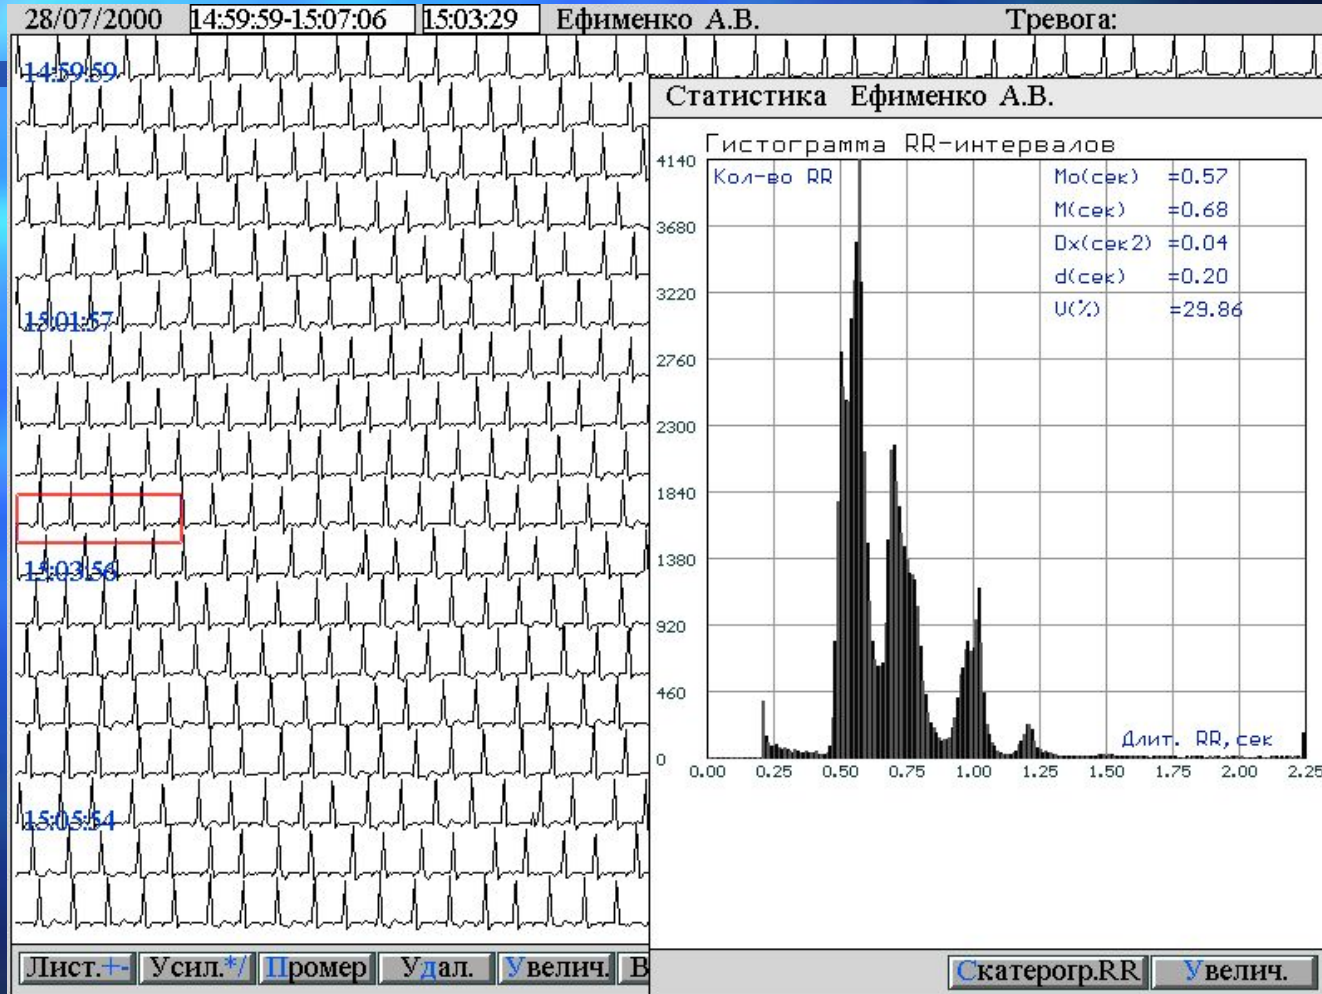 28/07/2000 14:59:59-15:07:06 15:03:29 Ефименко А.В. Тревога:
14:59:59
15:01:57
15:03:56
15:05:54
Статистика Ефименко А.В.
Гистограмма RR-интервалов
Кол-во RR
Mo(сек) =0.57
M(сек) =0.68
Dx(сек2) =0.04
d(сек) =0.20
U(%) =29.86
4140
3680
3220
2760
2300
1840
1380
920
460
0
Длит. RR, сек
0.00 0.25 0.50 0.75 1.00 1.25 1.50 1.75 2.00 2.25
Лист.+- Усил.*/ Промер Удал. Увелич. В
Скатерогр.RR Увелич.